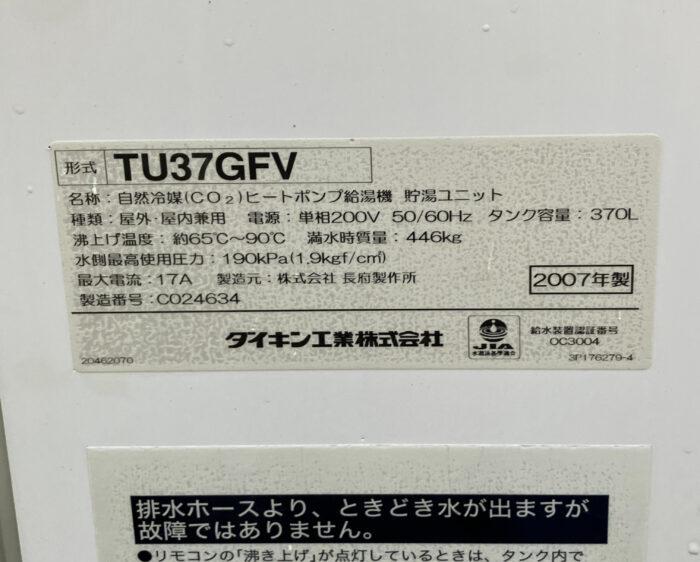 形式 TU37GFV
名称：自然冷媒(CO₂)ヒートポンプ給湯機 貯湯ユニット
種類：屋外・屋内兼用 電源：単相200V 50/60Hz タンク容量：370L
沸上げ温度：約65℃～90℃ 満水時質量：446kg
水側最高使用圧力：190kPa(1.9kgf/c㎡)
最大電流：17A 製造元：株式会社 長府製作所
製造番号：C024634
2007年製
ダイキン工業株式会社
JIA
水道法基準適合
給水装置認証番号
OC3004
20462070
3P176279-4
排水ホースより、ときどき水が出ますが
故障ではありません。
●リモコンの「沸き上げ」が点灯しているときは、タンク内で